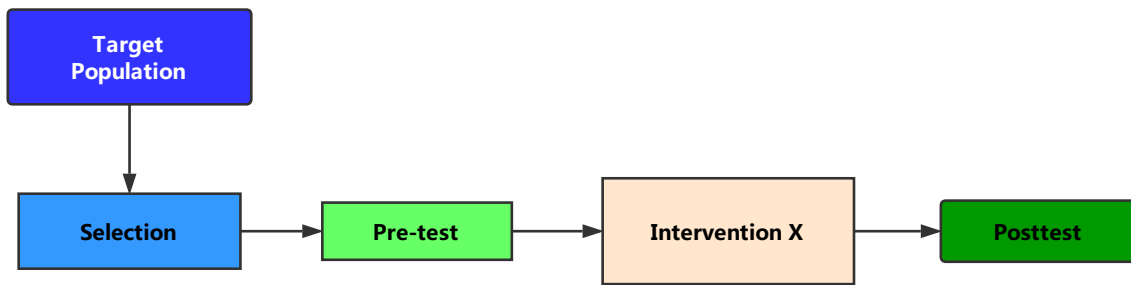 Target
Population
Selection
Pre-test
Intervention X
Posttest